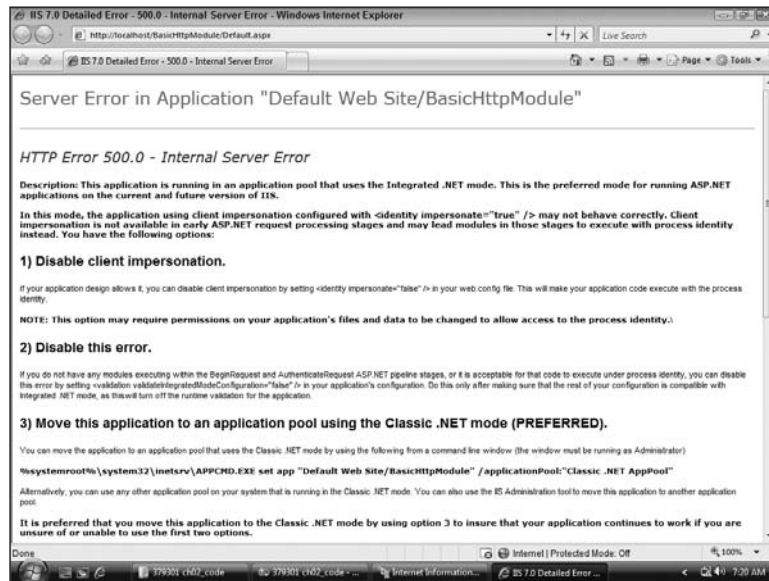 IIS 7.0 Detailed Error - 500.0 - Internal Server Error - Windows Internet Explorer
http://localhost/BasicHttpModule/Default.aspx
Live Search
IIS 7.0 Detailed Error - 500.0 - Internal Server Error
Page
Tools
Server Error in Application "Default Web Site/BasicHttpModule"
HTTP Error 500.0 - Internal Server Error
Description: This application is running in an application pool that uses the Integrated .NET mode. This is the preferred mode for running ASP.NET
applications on the current and future version of IIS.
In this mode, the application using client impersonation configured with <identity impersonate="true" /> may not behave correctly. Client
impersonation is not available in early ASP.NET request processing stages and may lead modules in those stages to execute with process identity
instead. You have the following options:
1) Disable client impersonation.
If your application design allows it, you can disable client impersonation by setting <identity impersonate="false" /> in your web.config file. This will make your application code execute with the process
identity.
NOTE: This option may require permissions on your application's files and data to be changed to allow access to the process identity.\
2) Disable this error.
If you do not have any modules executing within the BeginRequest and AuthenticateRequest ASP.NET pipeline stages, or it is acceptable for that code to execute under process identity, you can disable
this error by setting <validation validateIntegratedModeConfiguration="false" /> in your application's configuration. Do this only after making sure that the rest of your configuration is compatible with
Integrated .NET mode, as this will turn off the runtime validation for the application.
3) Move this application to an application pool using the Classic .NET mode (PREFERRED).
You can move the application to an application pool that uses the Classic .NET mode by using the following from a command line window (the window must be running as Administrator)
%systemroot%\system32\inetsrv\APPCMD.EXE set app "Default Web Site/BasicHttpModule" /applicationPool:"Classic .NET AppPool"
Alternatively, you can use any other application pool on your system that is running in the Classic .NET mode. You can also use the IIS Administration tool to move this application to another application
pool.
It is preferred that you move this application to the Classic .NET mode by using option 3 to insure that your application continues to work if you are
unsure of or unable to use the first two options.
Done
Internet | Protected Mode: Off
100%
379301 ch02_code
379301 ch02_code - ...
Internet Information...
IIS 7.0 Detailed Error ...
7:20 AM